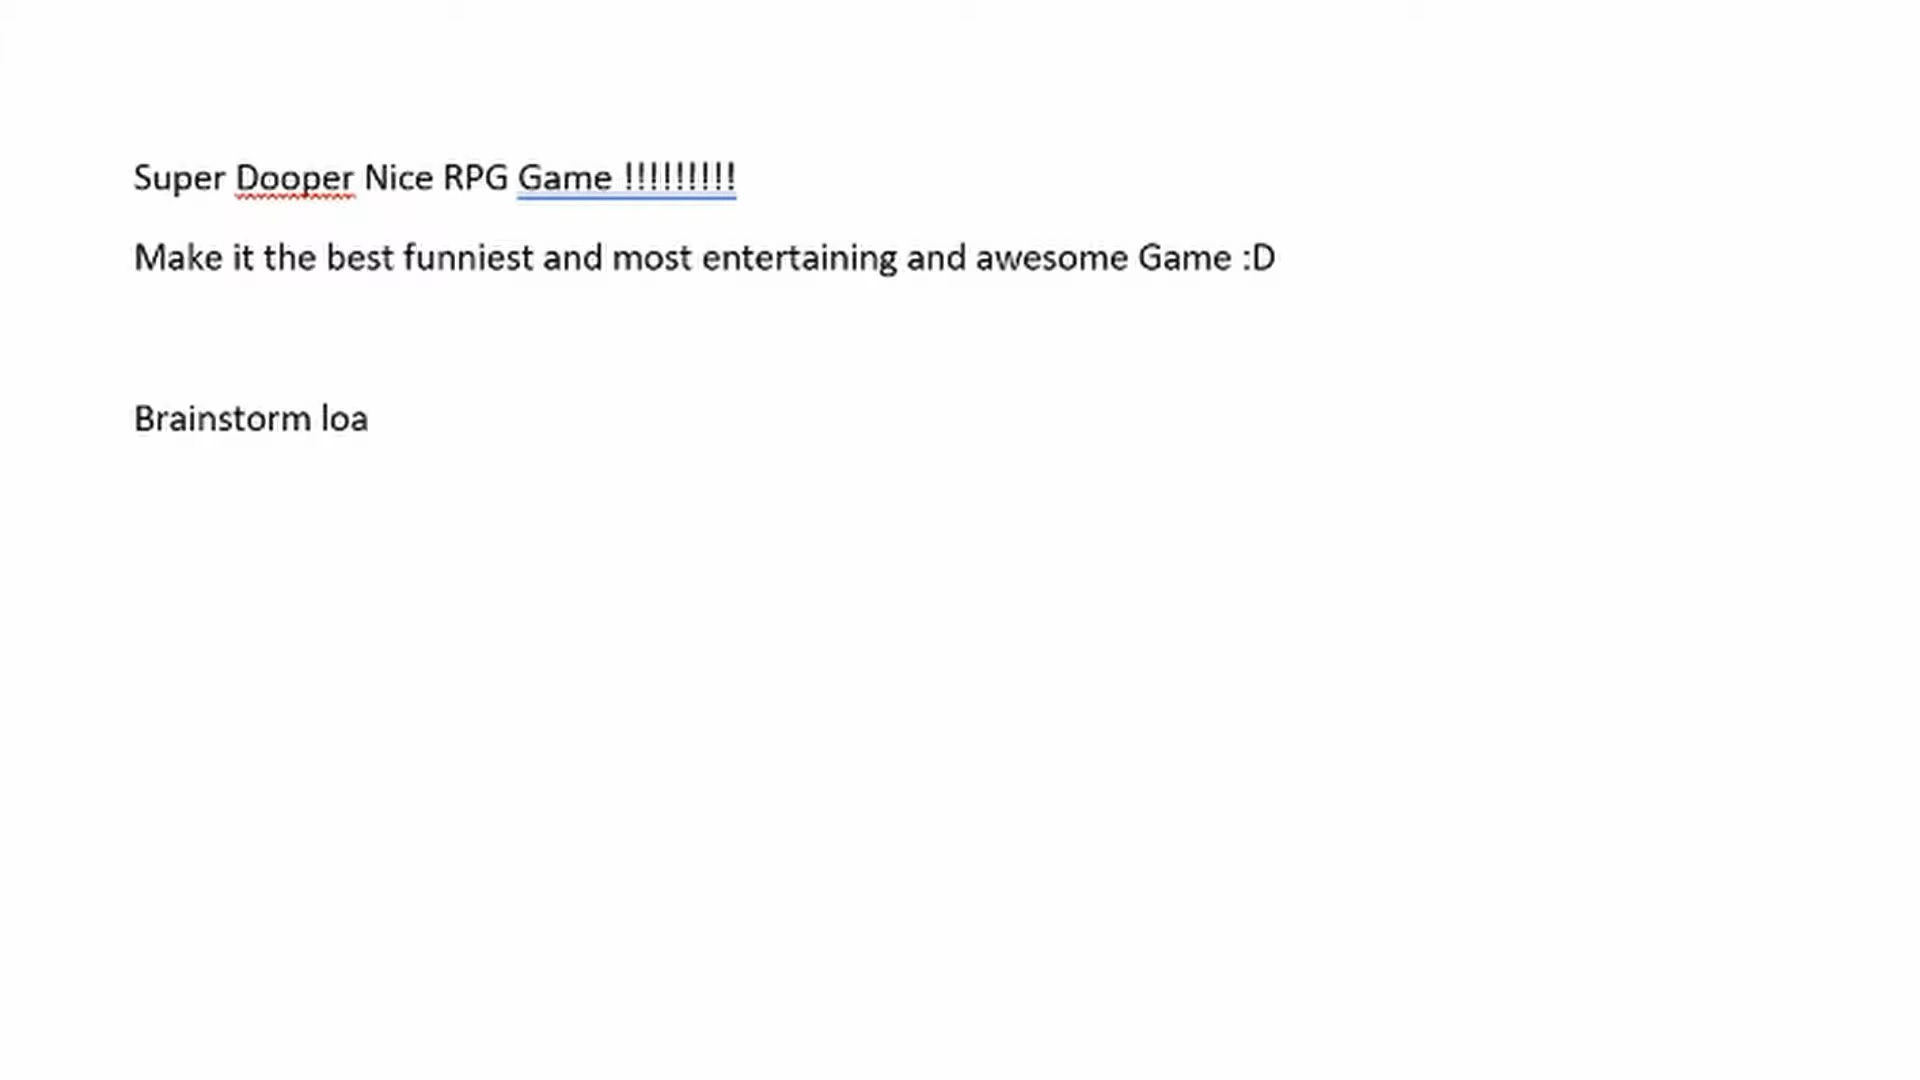 Super Dooper Nice RPG Game !!!!!!!!!
Make it the best funniest and most entertaining and awesome Game :D
Brainstorm loa